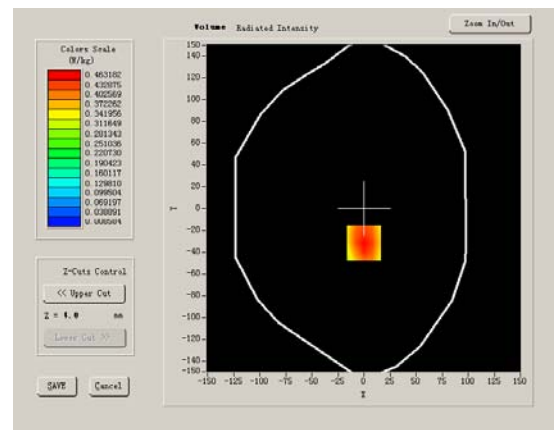 Volume Radiated Intensity
Zoom In/Out
Colors Scale
(W/kg)
0.463182
0.432875
0.402569
0.372262
0.341956
0.311649
0.281343
0.251036
0.220730
0.190423
0.160117
0.129810
0.099504
0.069197
0.038891
0.008584
150
140
120
100
80
60
40
20
0
-20
-40
-60
-80
-100
-120
-140
-150
Y
-150 -125 -100 -75 -50 -25 0 25 50 75 100 125 150
X
Z-Cuts Control
<< Upper Cut
Z = 4.0 mm
Lower Cut >>
SAVE Cancel